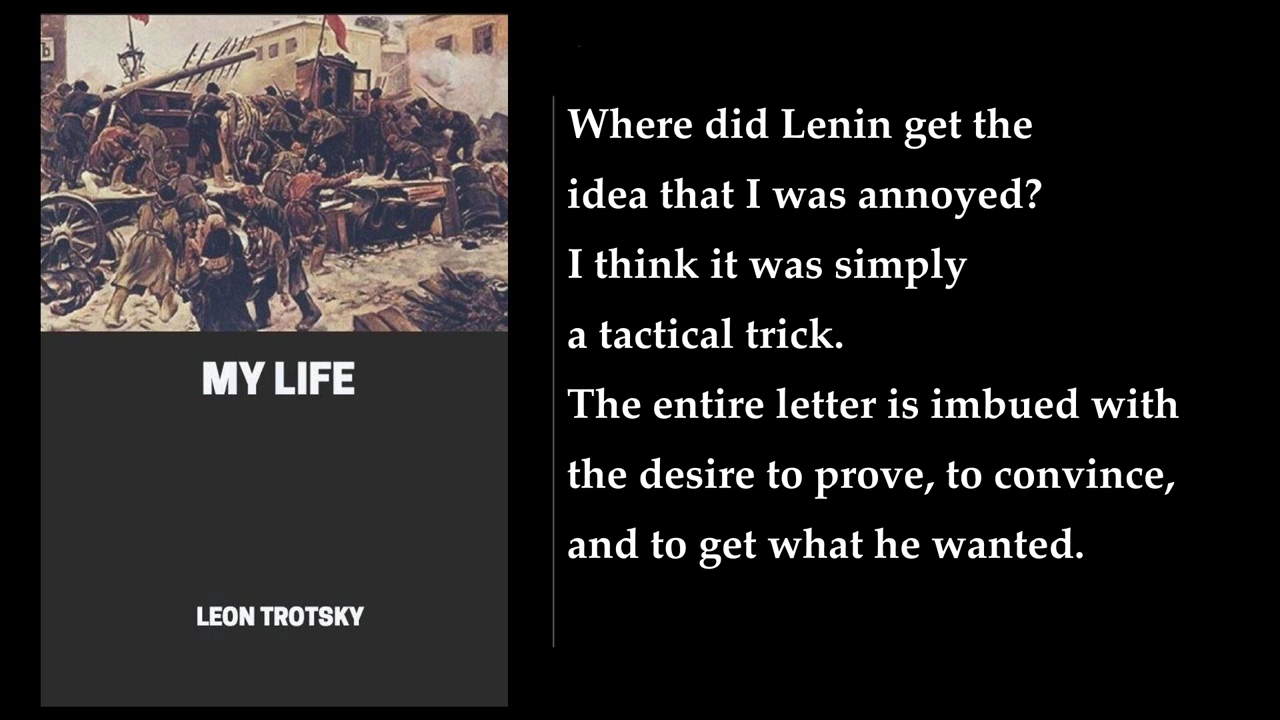 MY LIFE
LEON TROTSKY
Where did Lenin get the
idea that I was annoyed?
I think it was simply
a tactical trick.
The entire letter is imbued with
the desire to prove, to convince,
and to get what he wanted.